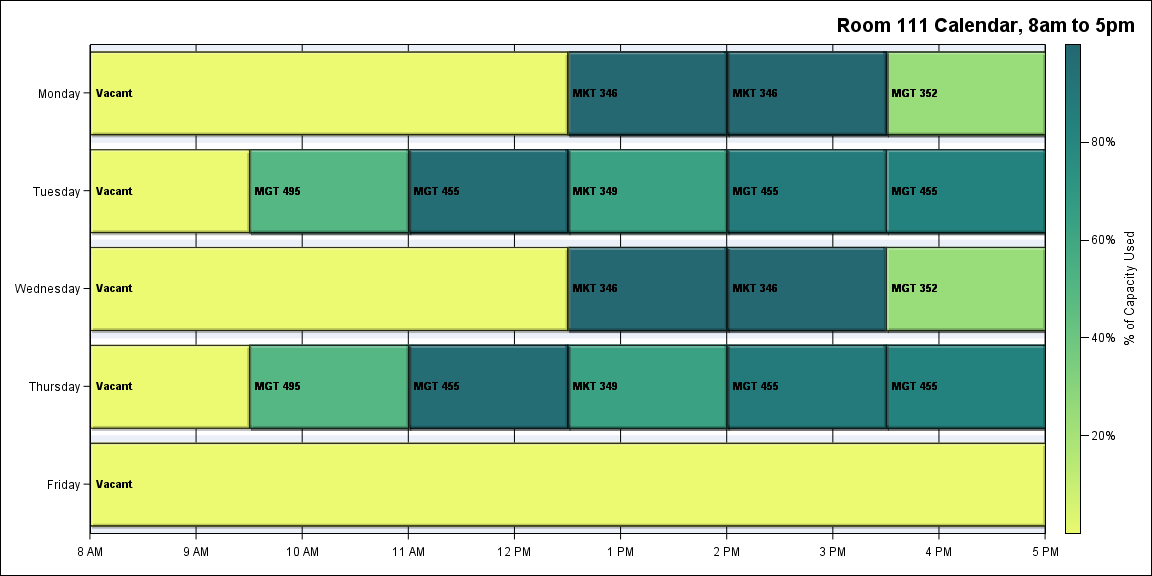 Room 111 Calendar, 8am to 5pm
Monday Vacant MKT 346 MKT 346 MGT 352
Tuesday Vacant MGT 495 MGT 455 MKT 349 MGT 455 MGT 455
Wednesday Vacant MKT 346 MKT 346 MGT 352
Thursday Vacant MGT 495 MGT 455 MKT 349 MGT 455 MGT 455
Friday Vacant
8 AM 9 AM 10 AM 11 AM 12 PM 1 PM 2 PM 3 PM 4 PM 5 PM
80%
60%
40%
20%
% of Capacity Used